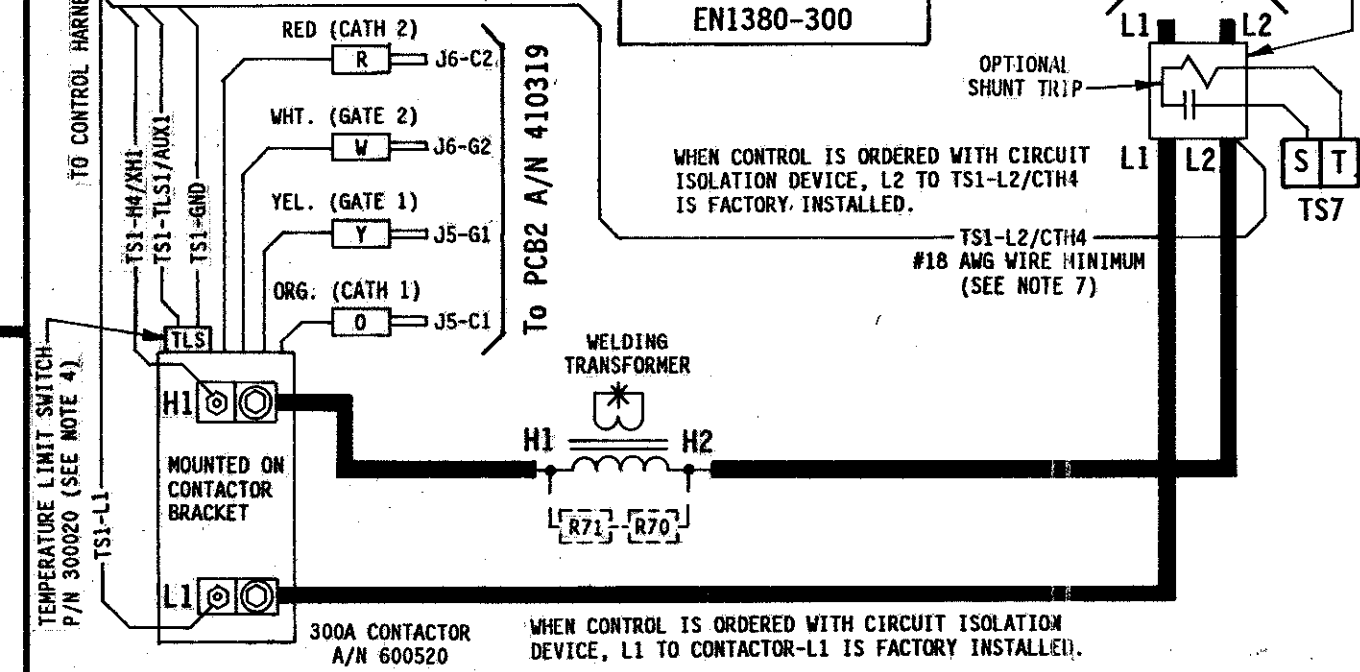 EN1380-300
TO CONTROL
RED (CATH 2)
R
J6-C2
WHT. (GATE 2)
W
J6-G2
YEL. (GATE 1)
Y
J5-G1
ORG. (CATH 1)
O
J5-C1
To PCB2 A/N 410319
TS1-H4/XH1
TS1-TLS1/AUX1
TS1-GND
TLS
TEMPERATURE LIMIT SWITCH
P/N 300020 (SEE NOTE 4)
TS1-L1
H1
MOUNTED ON
CONTACTOR
BRACKET
L1
300A CONTACTOR
A/N 600520
WELDING
TRANSFORMER
H1
H2
R71
R70
L1
L2
OPTIONAL
SHUNT TRIP
L1
L2
S
T
TS7
WHEN CONTROL IS ORDERED WITH CIRCUIT
ISOLATION DEVICE, L2 TO TS1-L2/CTH4
IS FACTORY INSTALLED.
TS1-L2/CTH4
#18 AWG WIRE MINIMUM
(SEE NOTE 7)
WHEN CONTROL IS ORDERED WITH CIRCUIT ISOLATION
DEVICE, L1 TO CONTACTOR-L1 IS FACTORY INSTALLED.